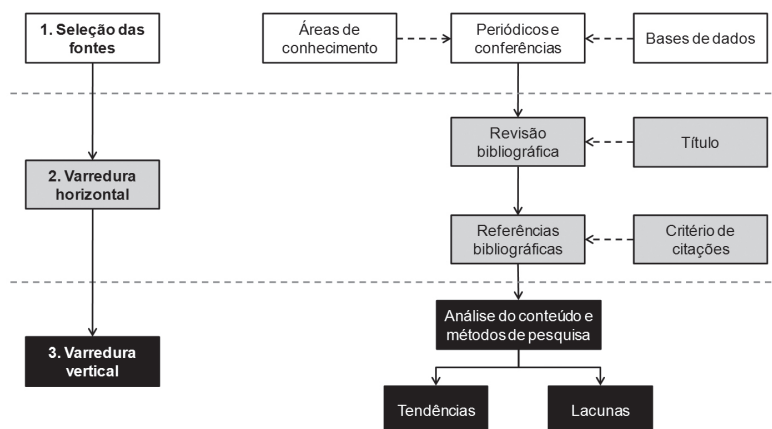 1. Seleção das
fontes
Áreas de
conhecimento
Periódicos e
conferências
Bases de dados
Revisão
bibliográfica
Título
2. Varredura
horizontal
Referências
bibliográficas
Critério de
citações
Análise do conteúdo e
métodos de pesquisa
3. Varredura
vertical
Tendências
Lacunas